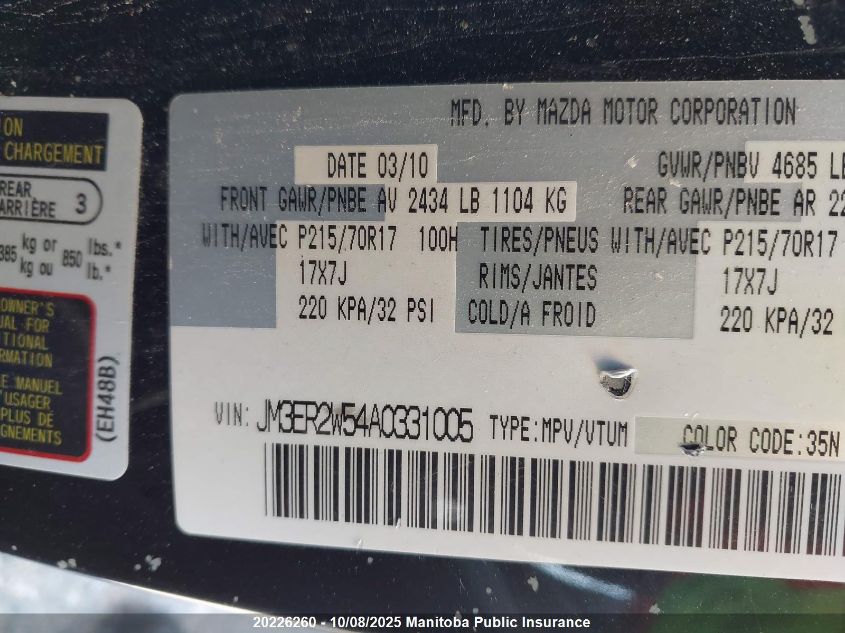 ON
CHARGEMENT
REAR
ARRIÈRE 3
385 kg or 850 lbs.*
kg ou lb.*
OWNER'S
UAL FOR
ITIONAL
RMATION
E MANUEL
USAGER
PLUS DE
GNEMENTS
(EH48B)
MFD. BY MAZDA MOTOR CORPORATION
DATE 03/10 GVWR/PNBV 4685 LB
FRONT GAWR/PNBE AV 2434 LB 1104 KG REAR GAWR/PNBE AR 22
WITH/AVEC P215/70R17 100H TIRES/PNEUS WITH/AVEC P215/70R17
17X7J RIMS/JANTES 17X7J
220 KPA/32 PSI COLD/A FROID 220 KPA/32
VIN: JM3ER2W54A0331005 TYPE:MPV/VTUM COLOR CODE:35N
20226260 - 10/08/2025 Manitoba Public Insurance